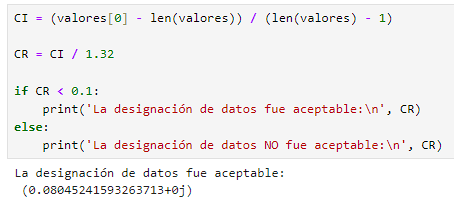 CI = (valores[0] - len(valores)) / (len(valores) - 1)
CR = CI / 1.32
if CR < 0.1:
    print('La designación de datos fue aceptable:\n', CR)
else:
    print('La designación de datos NO fue aceptable:\n', CR)
La designación de datos fue aceptable:
 (0.08045241593263713+0j)